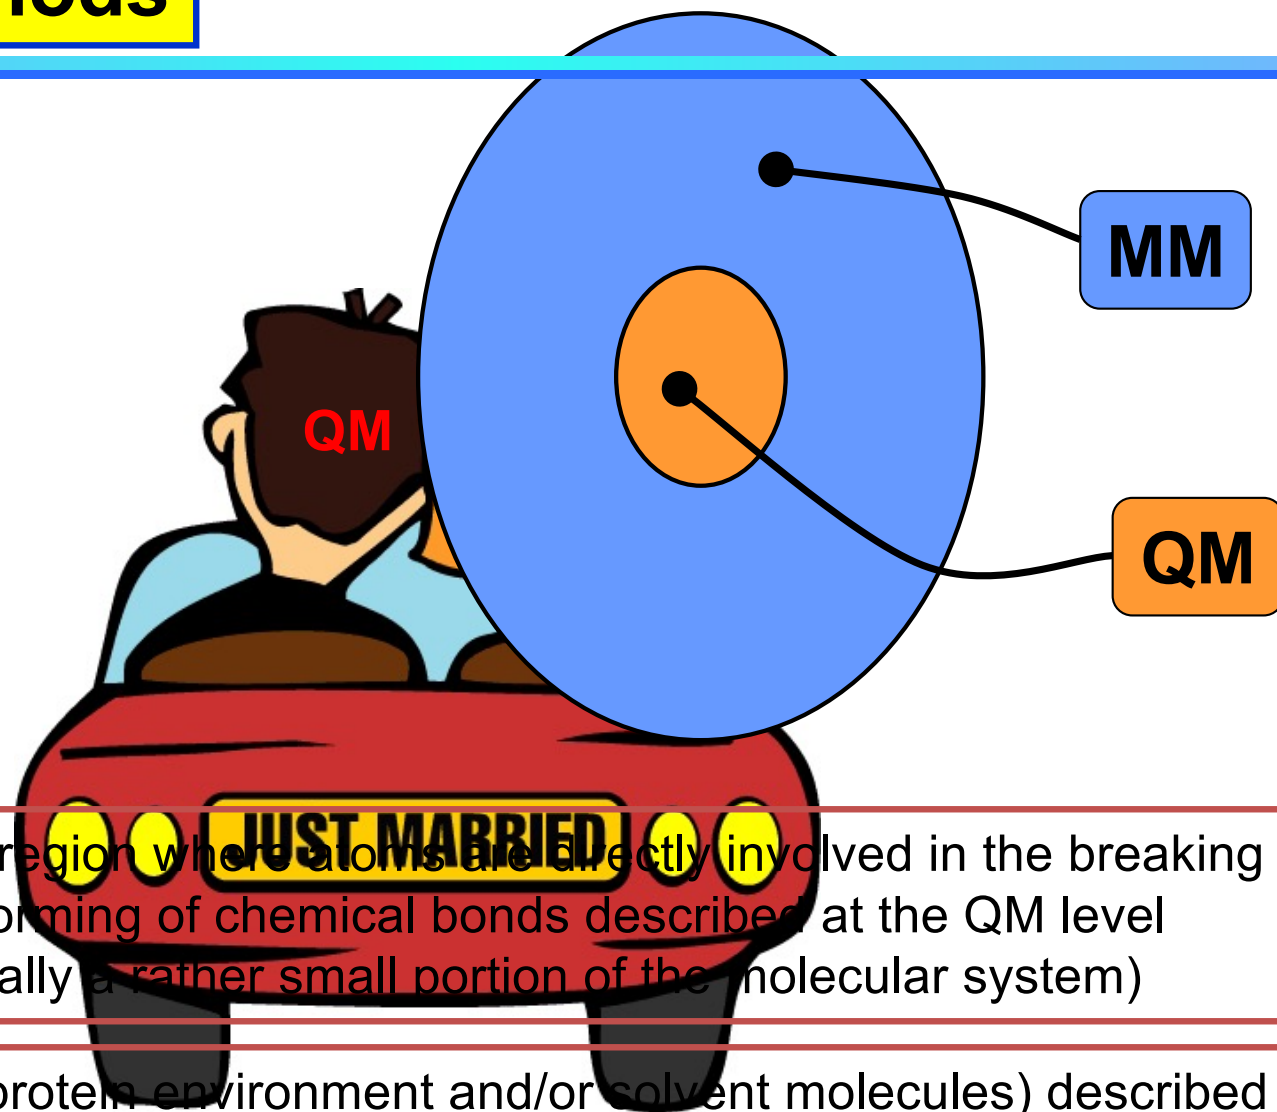 MM
QM
QM
JUST MARRIED
region where atoms are directly involved in the breaking
orming of chemical bonds described at the QM level
ally a rather small portion of the molecular system)
protein environment and/or solvent molecules) described